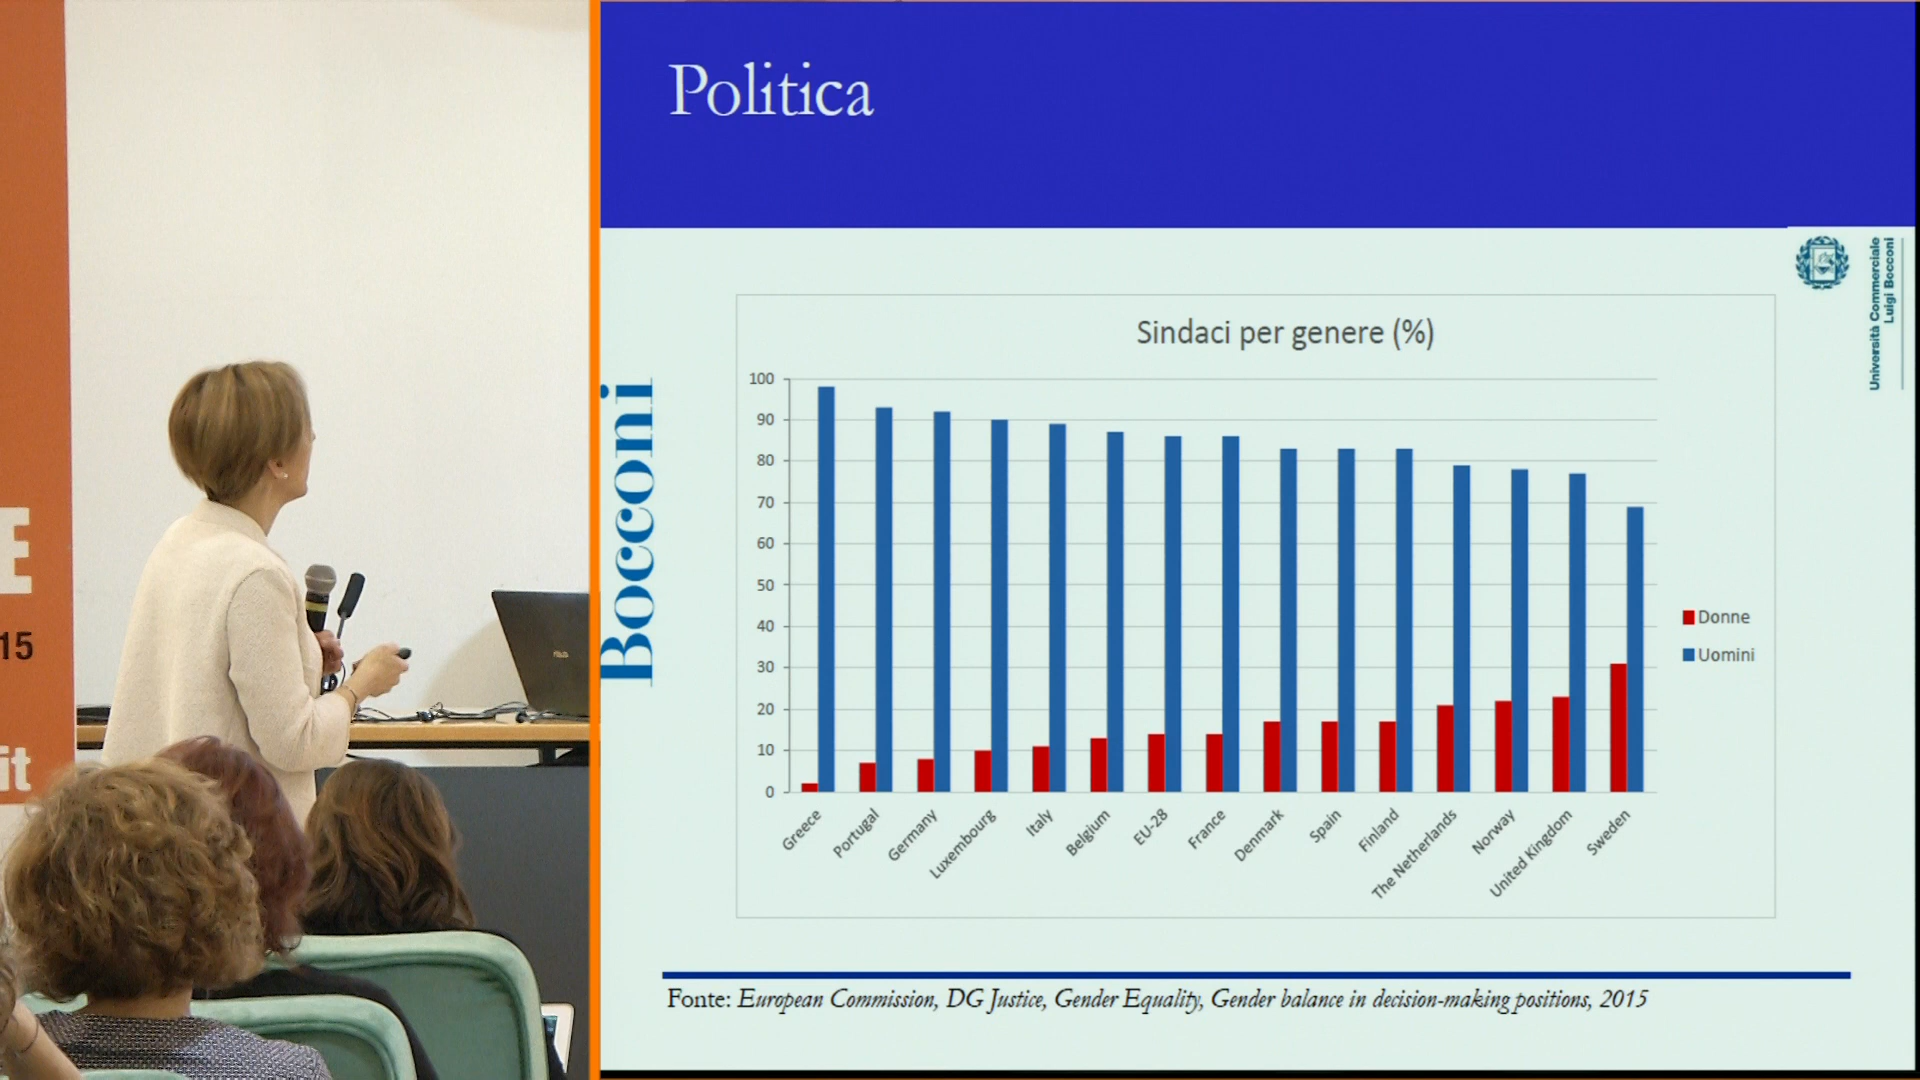 E
15
it
Politica
Università Commerciale
Luigi Bocconi
Bocconi
Sindaci per genere (%)
100
90
80
70
60
50
40
30
20
10
0
Greece
Portugal
Germany
Luxembourg
Italy
Belgium
EU-28
France
Denmark
Spain
Finland
The Netherlands
Norway
United Kingdom
Sweden
Donne
Uomini
Fonte: European Commission, DG Justice, Gender Equality, Gender balance in decision-making positions, 2015